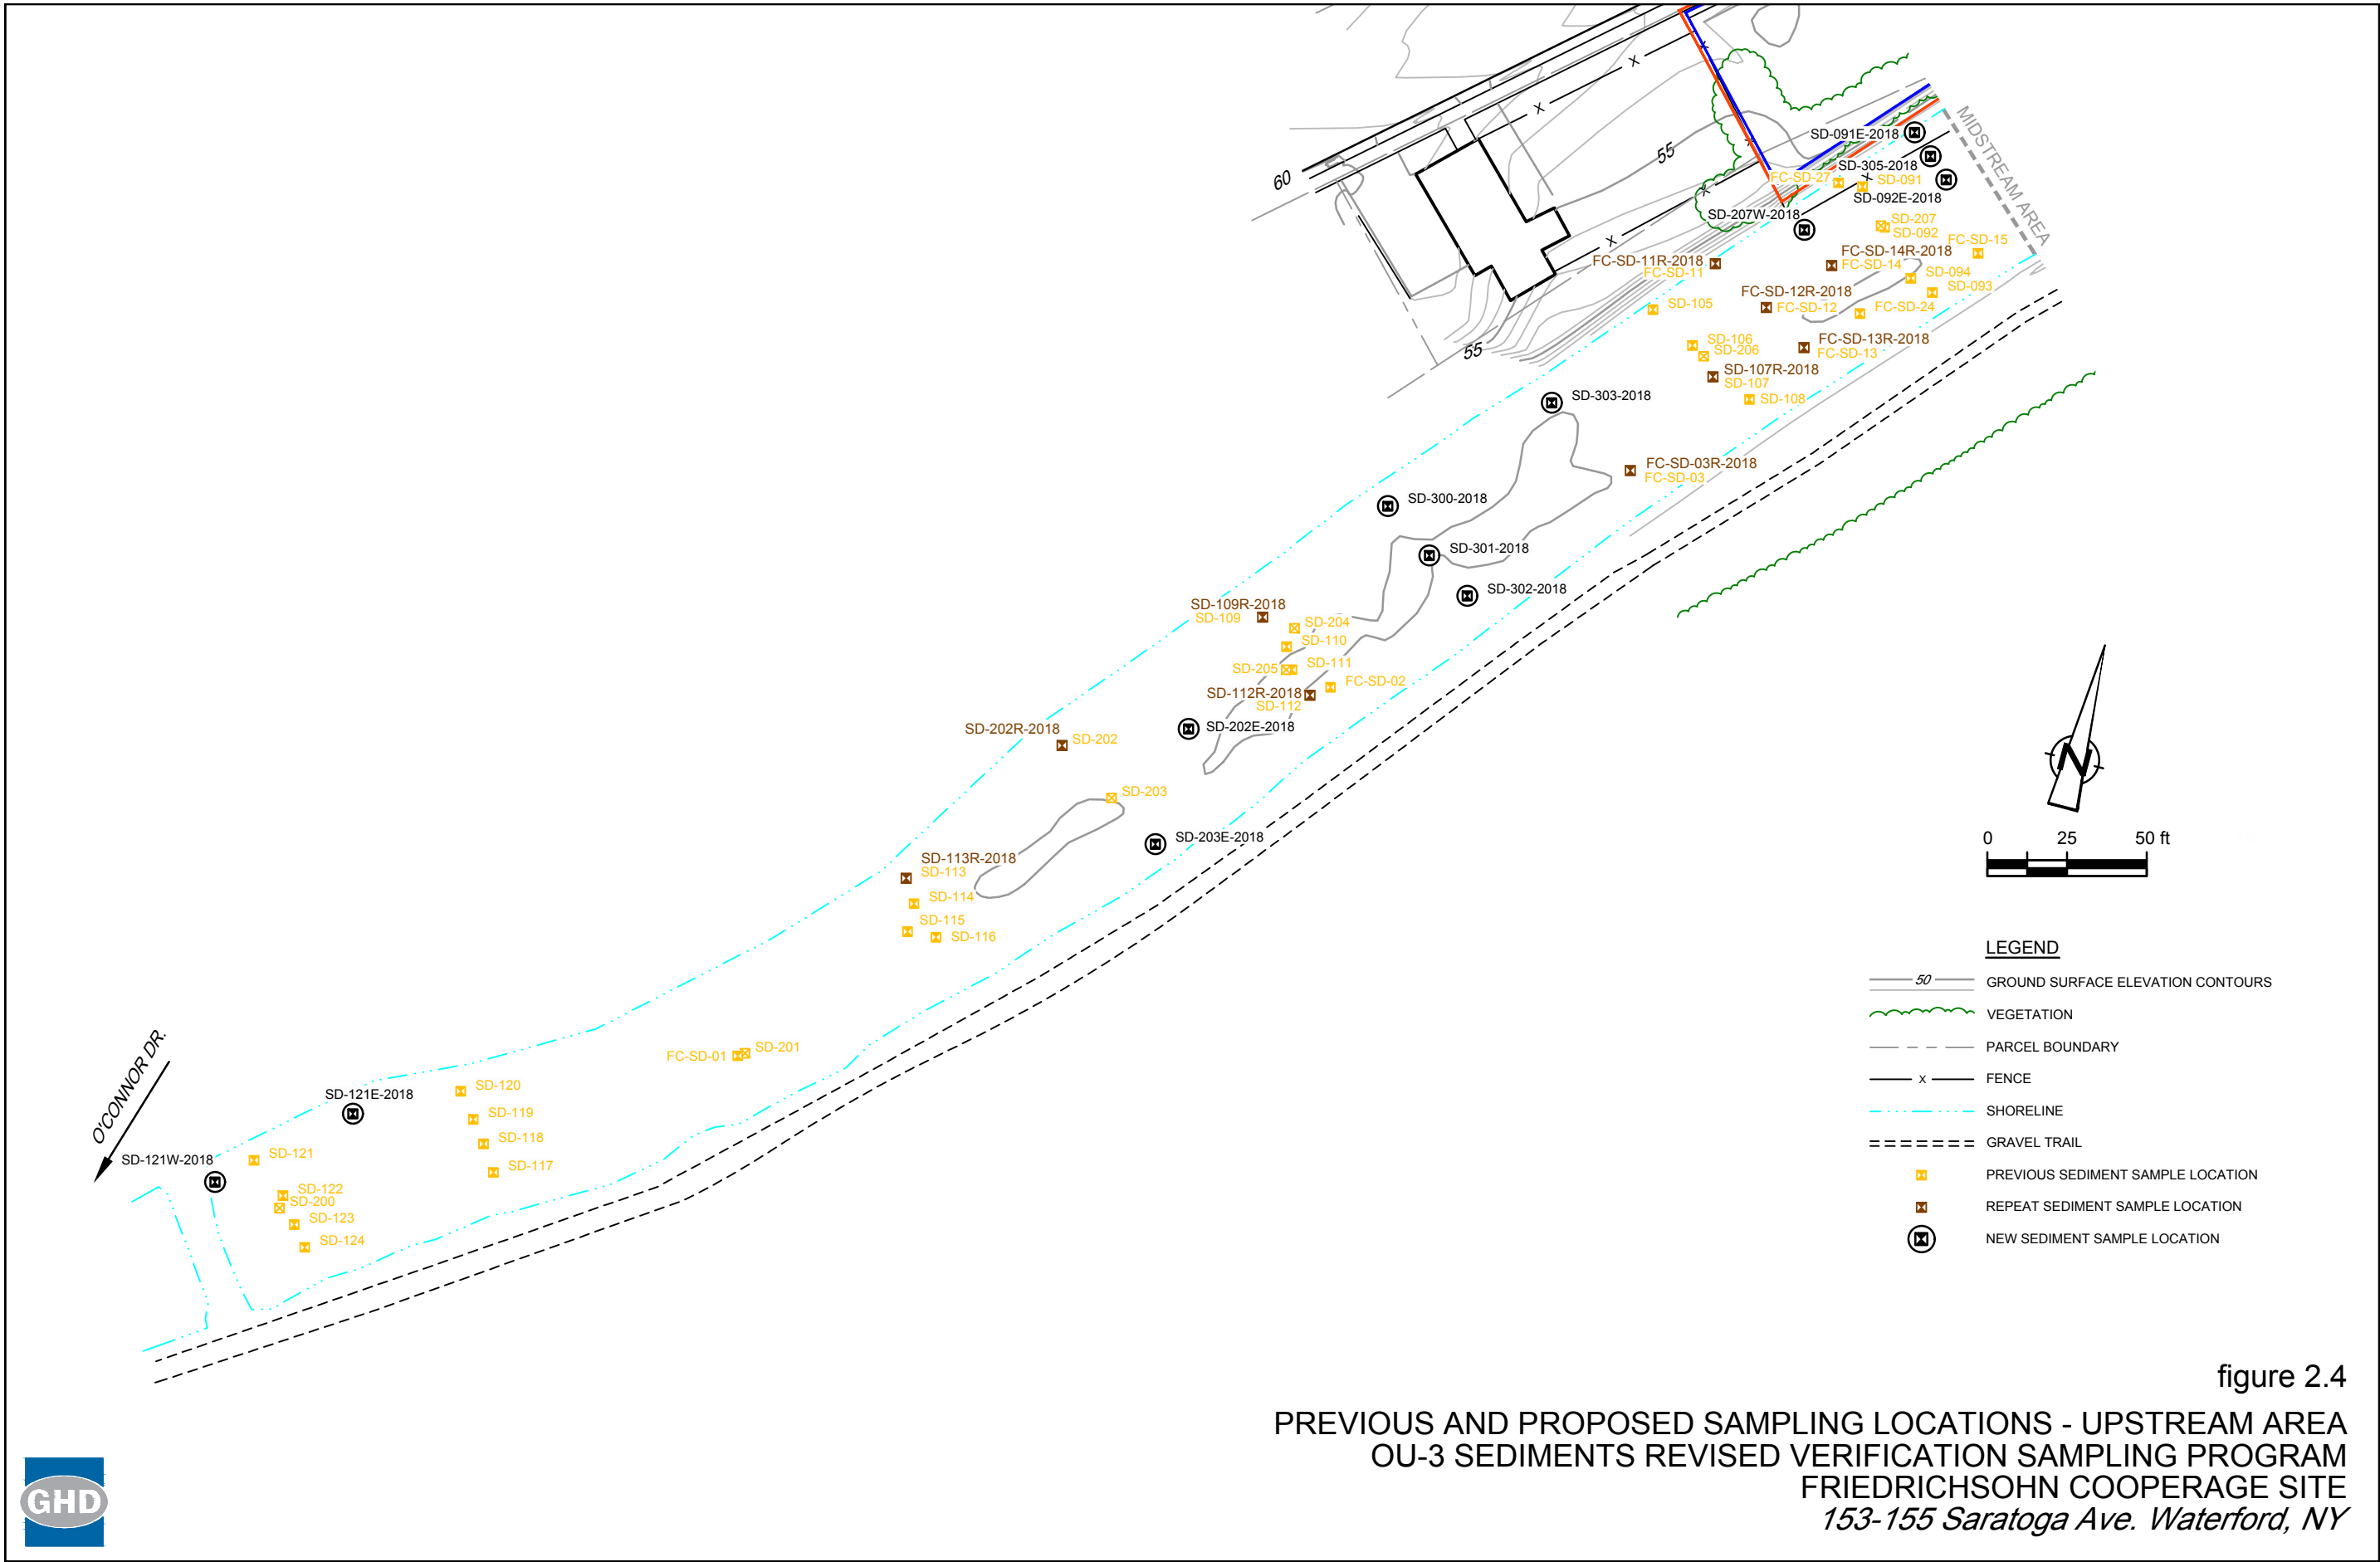 60
X
X
55
X
X
X
X
X
55
MIDSTREAM AREA
SD-091E-2018
SD-305-2018
FC-SD-27
SD-091
SD-092E-2018
SD-207W-2018
SD-207
SD-092
FC-SD-15
FC-SD-14R-2018
FC-SD-14
FC-SD-11R-2018
FC-SD-11
SD-094
SD-093
FC-SD-12R-2018
FC-SD-12
FC-SD-24
SD-105
SD-106
SD-206
FC-SD-13R-2018
FC-SD-13
SD-107R-2018
SD-107
SD-108
SD-303-2018
FC-SD-03R-2018
FC-SD-03
SD-300-2018
SD-301-2018
SD-302-2018
SD-109R-2018
SD-109
SD-204
SD-110
SD-205
SD-111
FC-SD-02
SD-112R-2018
SD-112
SD-202E-2018
SD-202R-2018
SD-202
SD-203
SD-203E-2018
SD-113R-2018
SD-113
SD-114
SD-115
SD-116
FC-SD-01
SD-201
O'CONNOR DR.
SD-121E-2018
SD-120
SD-119
SD-118
SD-117
SD-121W-2018
SD-121
SD-122
SD-200
SD-123
SD-124
N
0 25 50 ft
LEGEND
50 GROUND SURFACE ELEVATION CONTOURS
VEGETATION
PARCEL BOUNDARY
X FENCE
SHORELINE
GRAVEL TRAIL
PREVIOUS SEDIMENT SAMPLE LOCATION
REPEAT SEDIMENT SAMPLE LOCATION
NEW SEDIMENT SAMPLE LOCATION
figure 2.4
PREVIOUS AND PROPOSED SAMPLING LOCATIONS - UPSTREAM AREA
OU-3 SEDIMENTS REVISED VERIFICATION SAMPLING PROGRAM
FRIEDRICHSOHN COOPERAGE SITE
153-155 Saratoga Ave. Waterford, NY
GHD